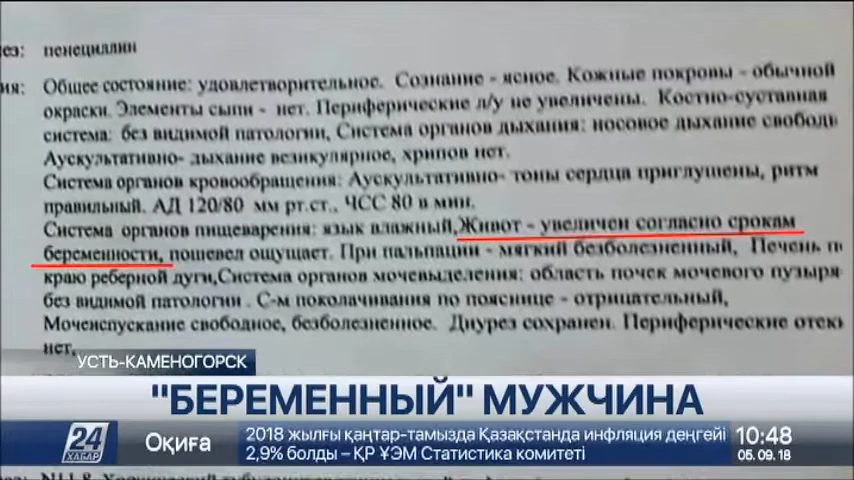 ез: пенециллин
ия: Общее состояние: удовлетворительное. Сознание - ясное. Кожные покровы - обычной
окраски. Элементы сыпи - нет. Периферические л/у не увеличены. Костно-суставная
система: без видимой патологии, Система органов дыхания: носовое дыхание свободн
Аускультативно- дыхание везикулярное, хрипов нет.
Система органов кровообращения: Аускультативно- тоны сердца приглушены, ритм
правильный. АД 120/80 мм рт.ст., ЧСС 80 в мин.
Система органов пищеварения: язык влажный,Живот - увеличен согласно срокам
беременности, пошевел ощущает. При пальпации - мягкий безболезненный, Печень по
краю реберной дуги,Система органов мочевыделения: область почек мочевого пузыря
без видимой патологии . С-м поколачивания по пояснице - отрицательный,
Мочеиспускание свободное, безболезненное. Диурез сохранен. Периферические отеки
нет.
УСТЬ-КАМЕНОГОРСК
"БЕРЕМЕННЫЙ" МУЖЧИНА
24 ХАБАР
Оқиға
2018 жылғы қаңтар-тамызда Қазақстанда инфляция деңгейі
2,9% болды – ҚР ҰЭМ Статистика комитеті
10:48
05.09.18